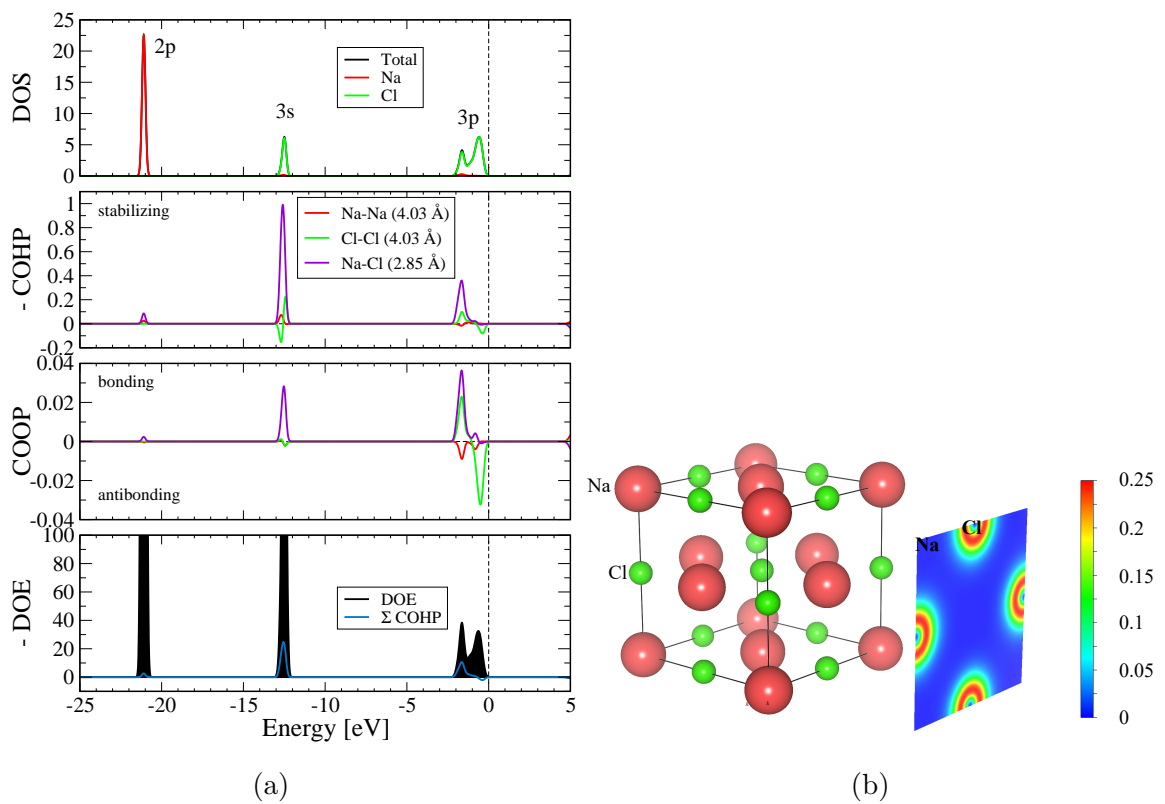 25
20
15
10
5
0
DOS
2p
3s
3p
Total
Na
Cl
1
0.8
0.6
0.4
0.2
0
-0.2
- COHP
stabilizing
Na-Na (4.03 Å)
Cl-Cl (4.03 Å)
Na-Cl (2.85 Å)
0.04
0.02
0
-0.02
-0.04
COOP
bonding
antibonding
100
80
60
40
20
0
- DOE
DOE
Σ COHP
-25 -20 -15 -10 -5 0 5
Energy [eV]
(a)
Na
Cl
Na
Cl
0.25
0.2
0.15
0.1
0.05
0
(b)